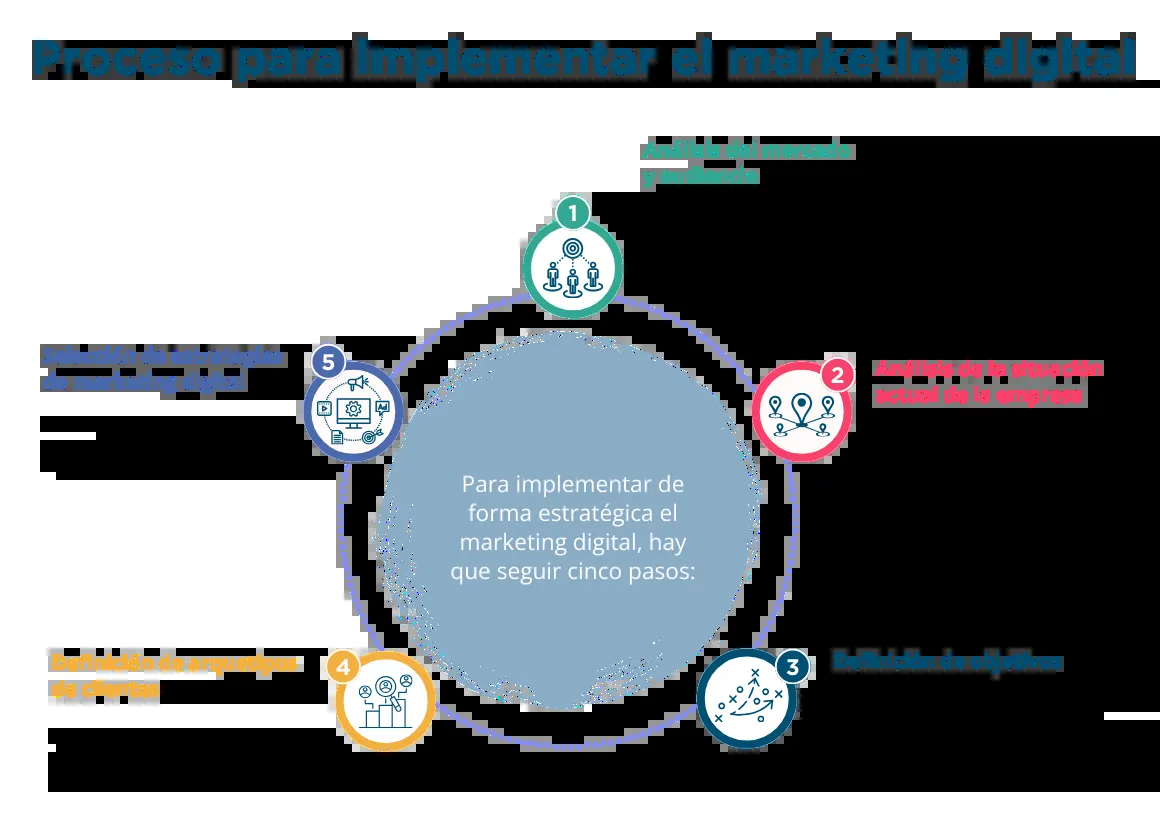 Proceso para implementar el marketing digital
Análisis del mercado
y audiencia
1
2
Análisis de la situación
actual de la empresa
3
Definición de objetivos
4
Definición de arquetipos
de clientes
5
Selección de estrategias
de marketing digital
Ad
Para implementar de
forma estratégica el
marketing digital, hay
que seguir cinco pasos: